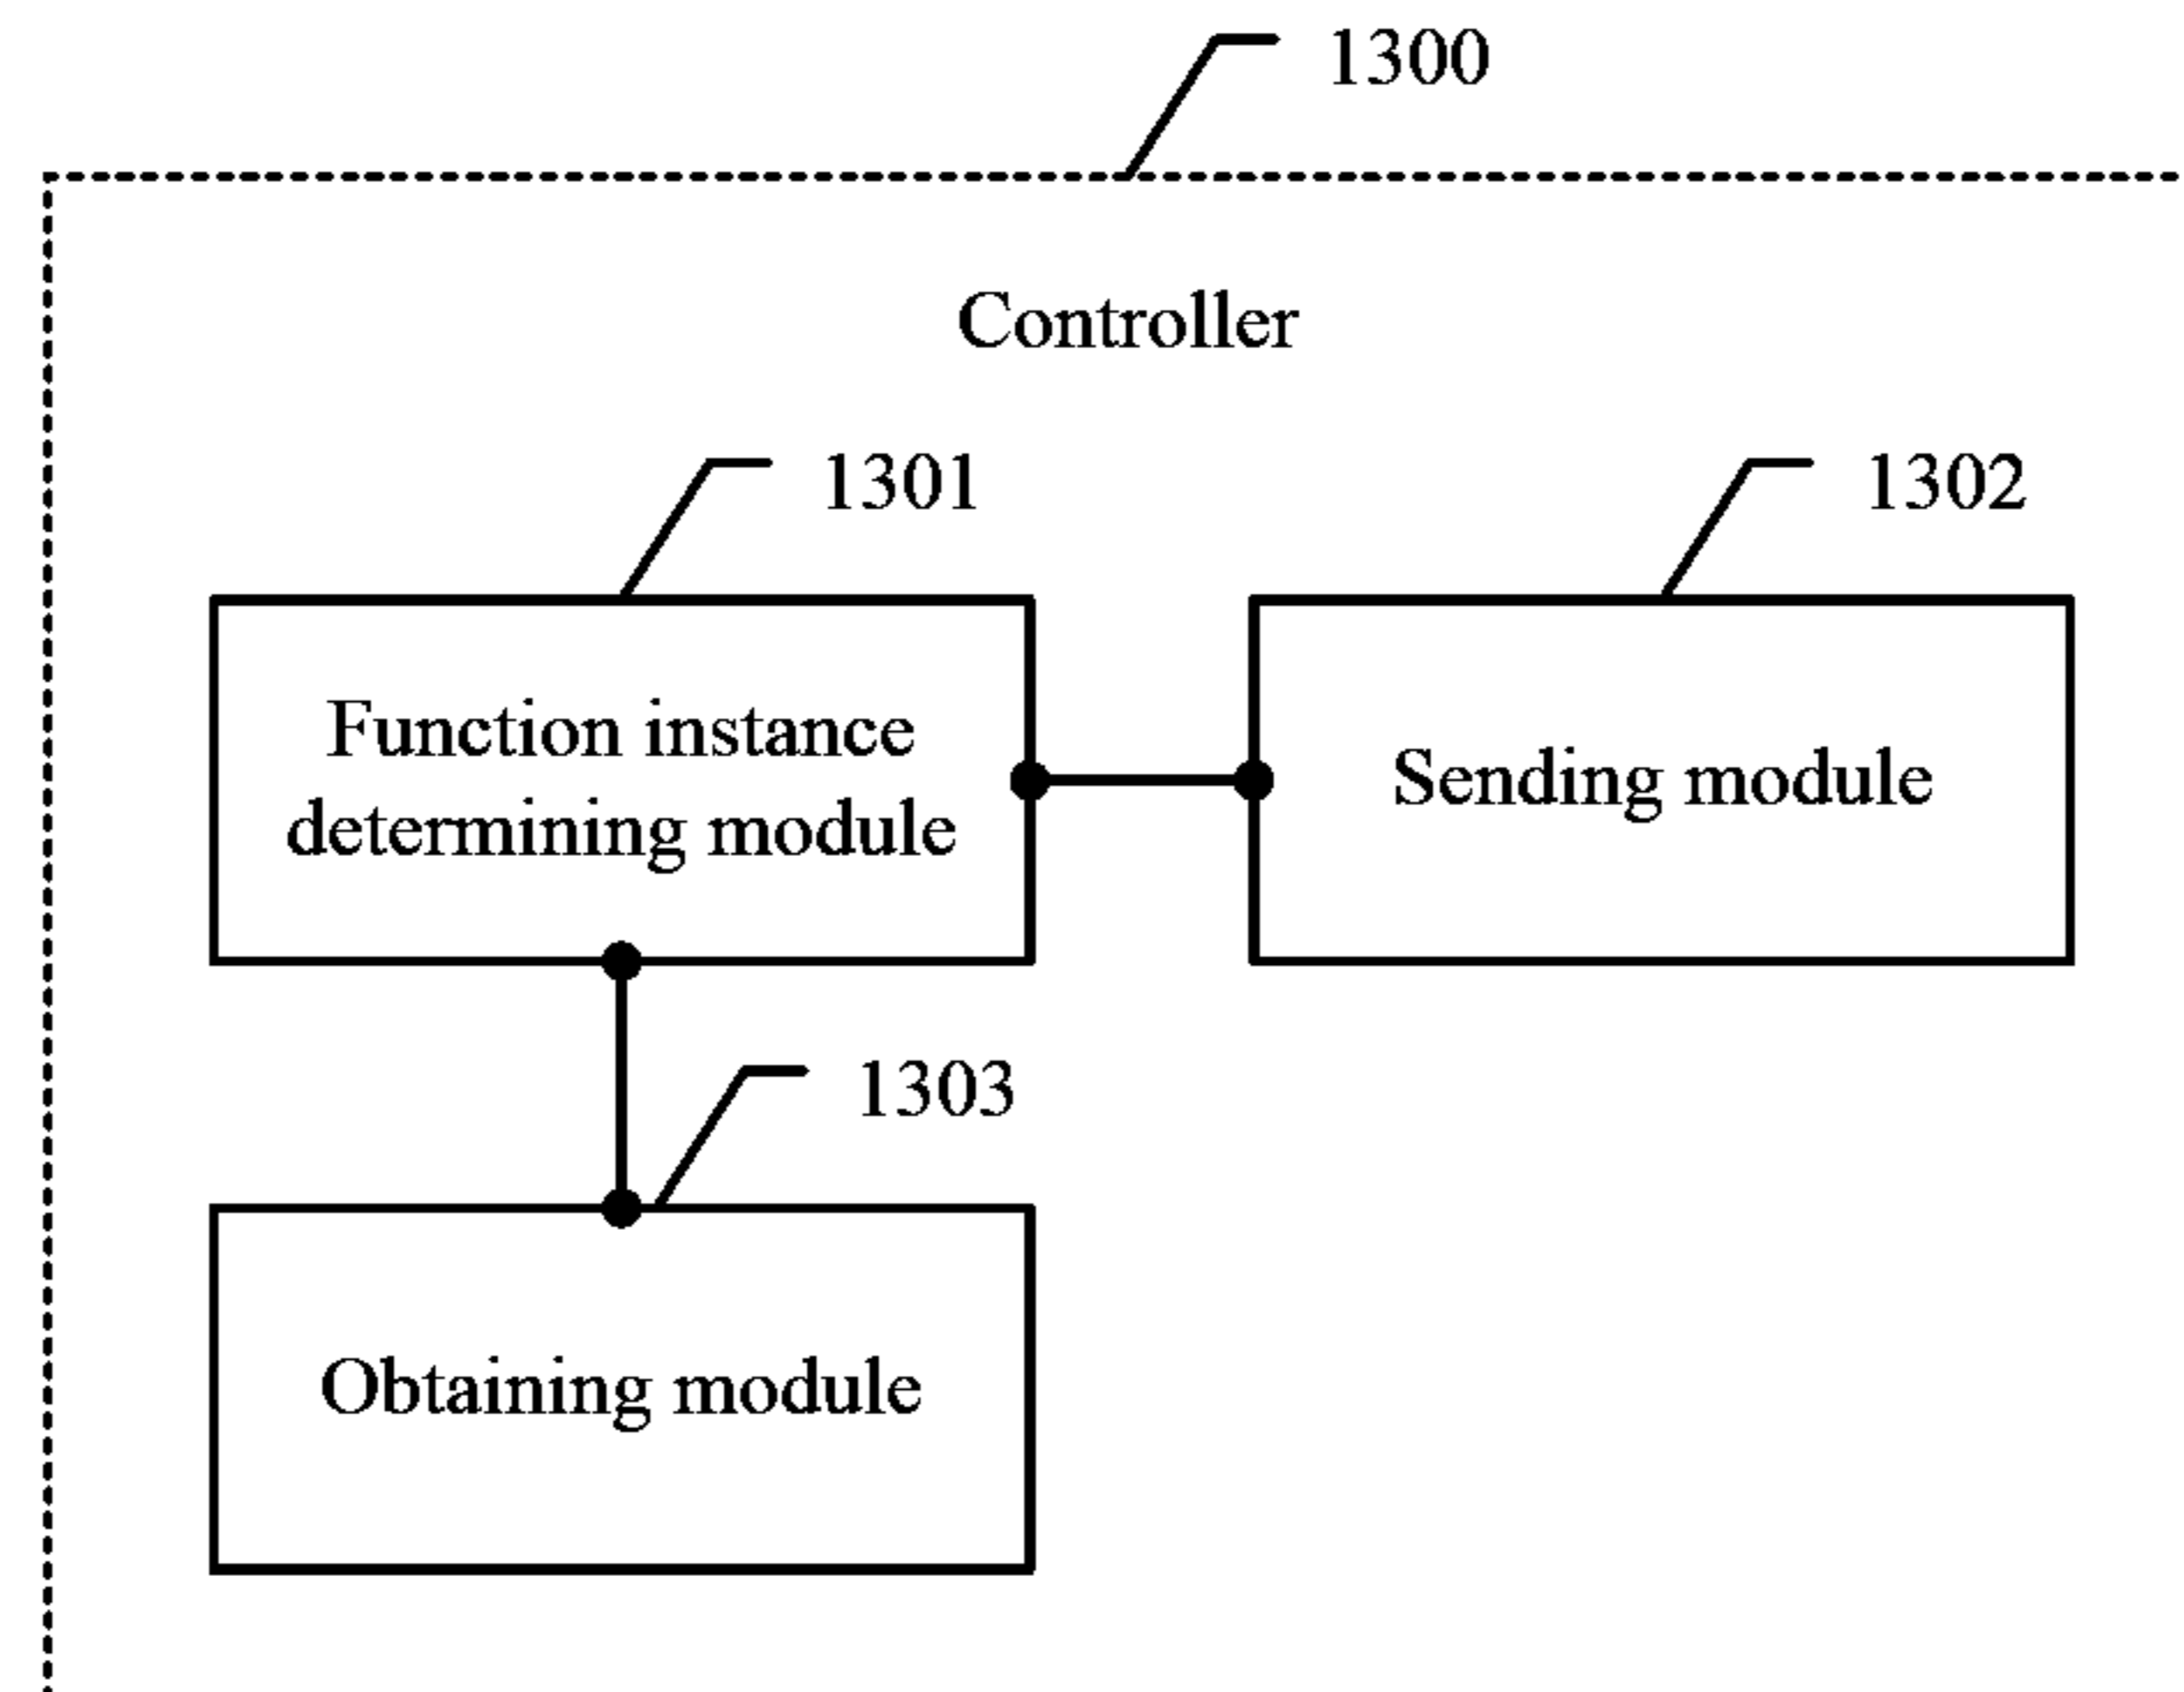 1300
Controller
1301
1302
Function instance
determining module
Sending module
1303
Obtaining module